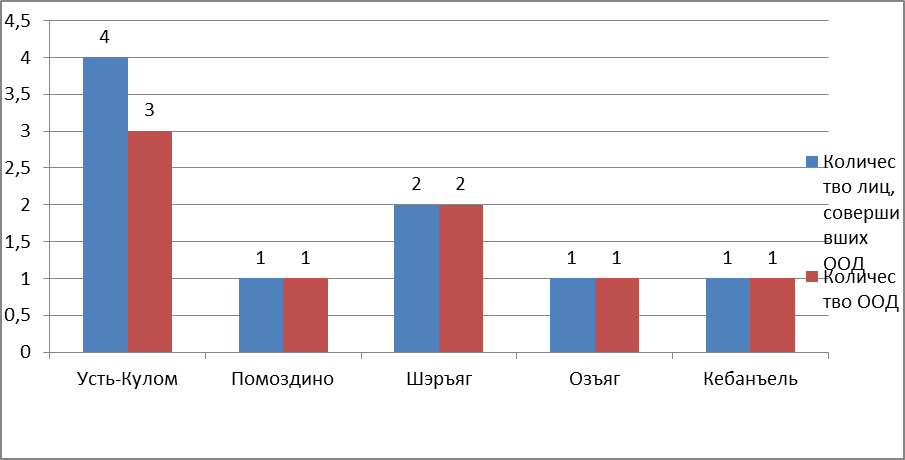 4,5
4
3,5
3
2,5
2
1,5
1
0,5
0
4
3
1
1
2
2
1
1
1
1
Усть-Кулом
Помоздино
Шэръяг
Озъяг
Кебанъель
Количес
тво лиц,
соверши
вших
ООД
Количес
тво ООД